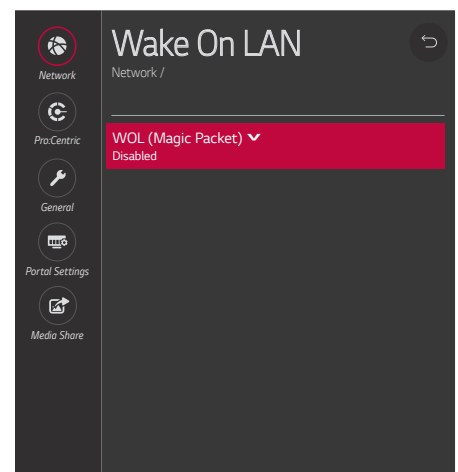 Wake On LAN
Network /
Network
Pro:Centric
General
Portal Settings
Media Share
WOL (Magic Packet)
Disabled